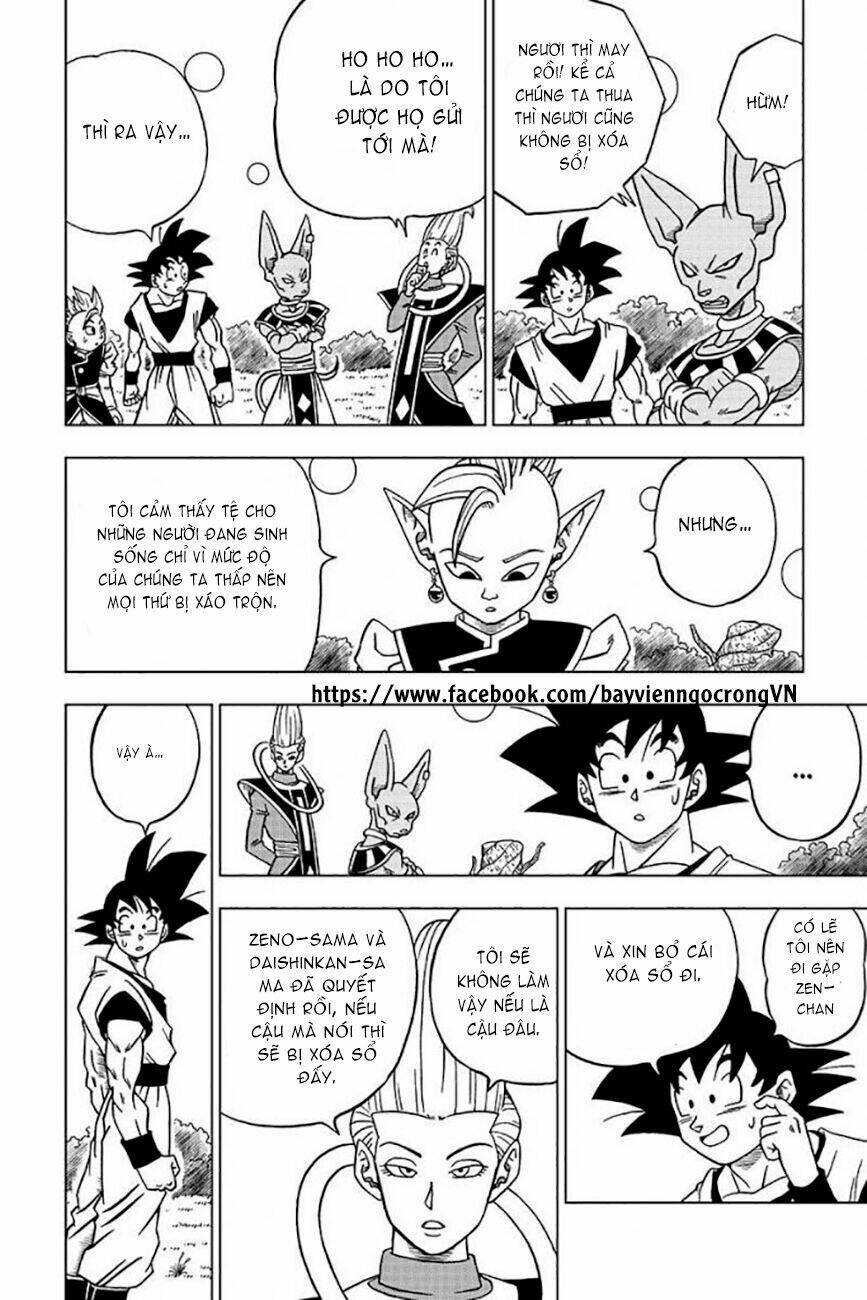 HỪM!
NGƯƠI THÌ MAY
RỒI! KỂ CẢ
CHÚNG TA THUA
THÌ NGƯƠI CŨNG
KHÔNG BỊ XÓA
SỔ!
HO HO HO...
LÀ DO TÔI
ĐƯỢC HỌ GỬI
TỚI MÀ!
THÌ RA VẬY...
NHƯNG...
TÔI CẢM THẤY TỆ CHO
NHỮNG NGƯỜI ĐANG SINH
SỐNG CHỈ VÌ MỨC ĐỘ
CỦA CHÚNG TA THẤP NÊN
MỌI THỨ BỊ XÁO TRỘN.
https://www.facebook.com/bayvienngocrongVN
...
VẬY À...
CÓ LẼ
TÔI NÊN
ĐI GẶP
ZEN-
CHAN
VÀ XIN BỎ CÁI
XÓA SỔ ĐI.
TÔI SẼ
KHÔNG LÀM
VẬY NẾU LÀ
CẬU ĐÂU.
ZENO-SAMA VÀ
DAISHINKAN-SA
MA ĐÃ QUYẾT
ĐỊNH RỒI, NẾU
CẬU MÀ NÓI THÌ
SẼ BỊ XÓA SỔ
ĐẤY.